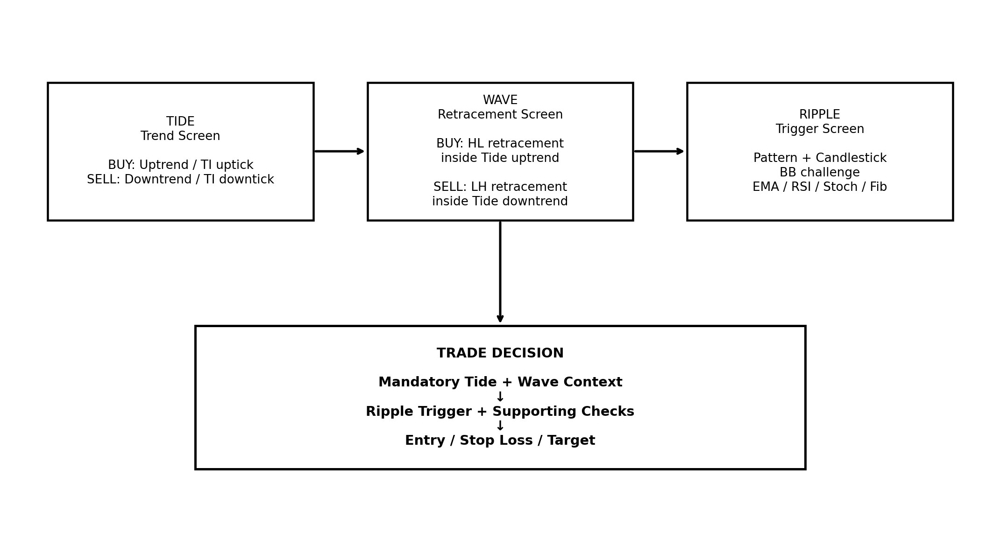 TIDE
Trend Screen
BUY: Uptrend / TI uptick
SELL: Downtrend / TI downtick
WAVE
Retracement Screen
BUY: HL retracement
inside Tide uptrend
SELL: LH retracement
inside Tide downtrend
RIPPLE
Trigger Screen
Pattern + Candlestick
BB challenge
EMA / RSI / Stoch / Fib
TRADE DECISION
Mandatory Tide + Wave Context
↓
Ripple Trigger + Supporting Checks
↓
Entry / Stop Loss / Target